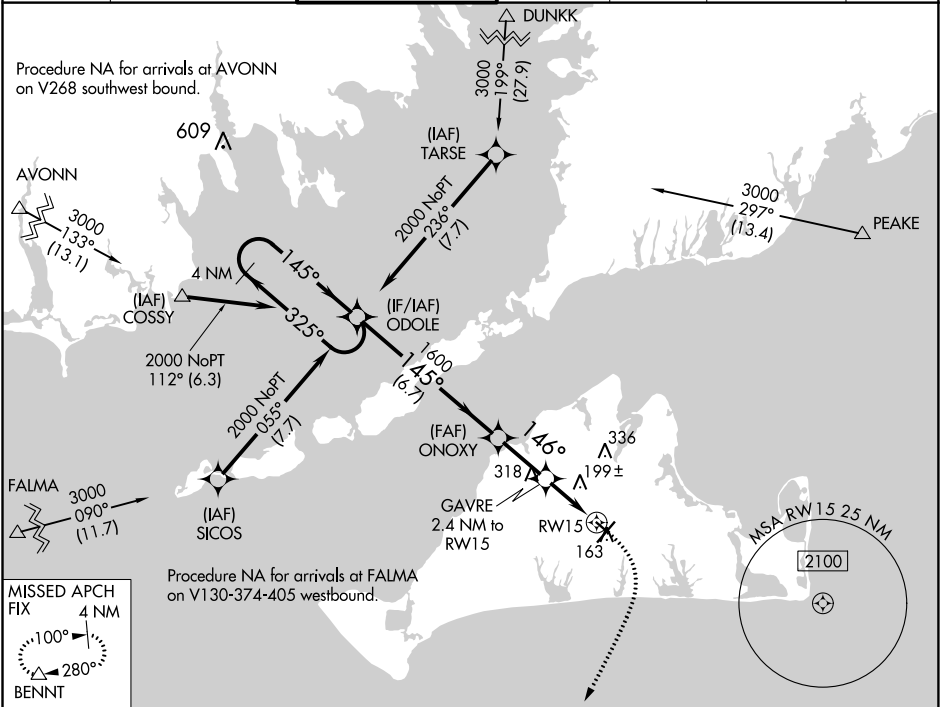 DUNKK
Procedure NA for arrivals at AVONN
on V268 southwest bound.
3000
199°
(27.9)
609
(IAF)
TARSE
AVONN
3000
133°
(13.1)
2000 NoPT
236°
(7.7)
3000
297°
(13.4)
PEAKE
4 NM
145°
325°
(IAF)
COSSY
(IF/IAF)
ODOLE
2000 NoPT
112° (6.3)
1600
145°
(6.7)
2000 NoPT
055°
(7.7)
(FAF)
ONOXY
146°
336
318
199±
FALMA
3000
090°
(11.7)
(IAF)
SICOS
GAVRE
2.4 NM to
RW15
RW15
163
MSA RW15 25 NM
2100
Procedure NA for arrivals at FALMA
on V130-374-405 westbound.
MISSED APCH
FIX
4 NM
100°
280°
BENNT